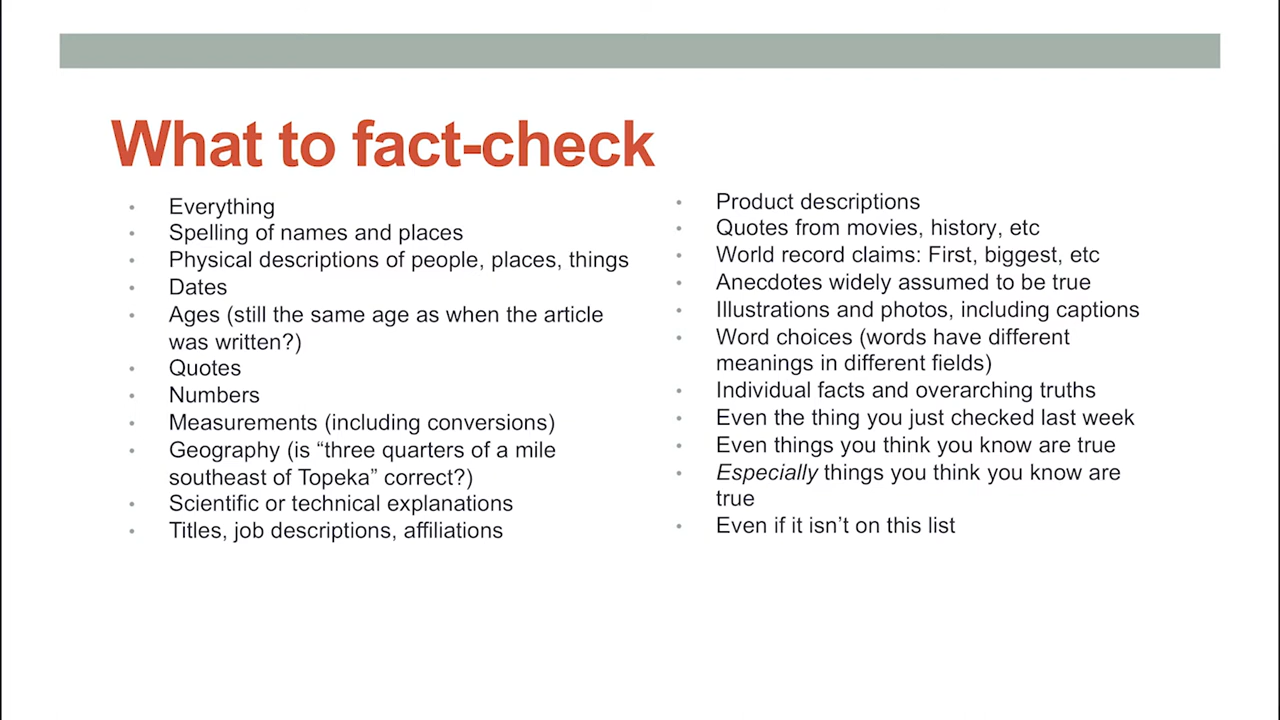 What to fact-check
Everything
Spelling of names and places
Physical descriptions of people, places, things
Dates
Ages (still the same age as when the article
was written?)
Quotes
Numbers
Measurements (including conversions)
Geography (is “three quarters of a mile
southeast of Topeka” correct?)
Scientific or technical explanations
Titles, job descriptions, affiliations
Product descriptions
Quotes from movies, history, etc
World record claims: First, biggest, etc
Anecdotes widely assumed to be true
Illustrations and photos, including captions
Word choices (words have different
meanings in different fields)
Individual facts and overarching truths
Even the thing you just checked last week
Even things you think you know are true
Especially things you think you know are
true
Even if it isn’t on this list